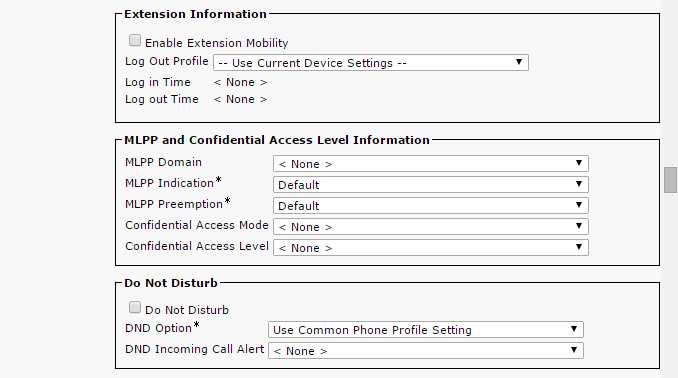 Extension Information
Enable Extension Mobility
Log Out Profile -- Use Current Device Settings --
Log in Time < None >
Log out Time < None >
MLPP and Confidential Access Level Information
MLPP Domain < None >
MLPP Indication* Default
MLPP Preemption* Default
Confidential Access Mode < None >
Confidential Access Level < None >
Do Not Disturb
Do Not Disturb
DND Option* Use Common Phone Profile Setting
DND Incoming Call Alert < None >